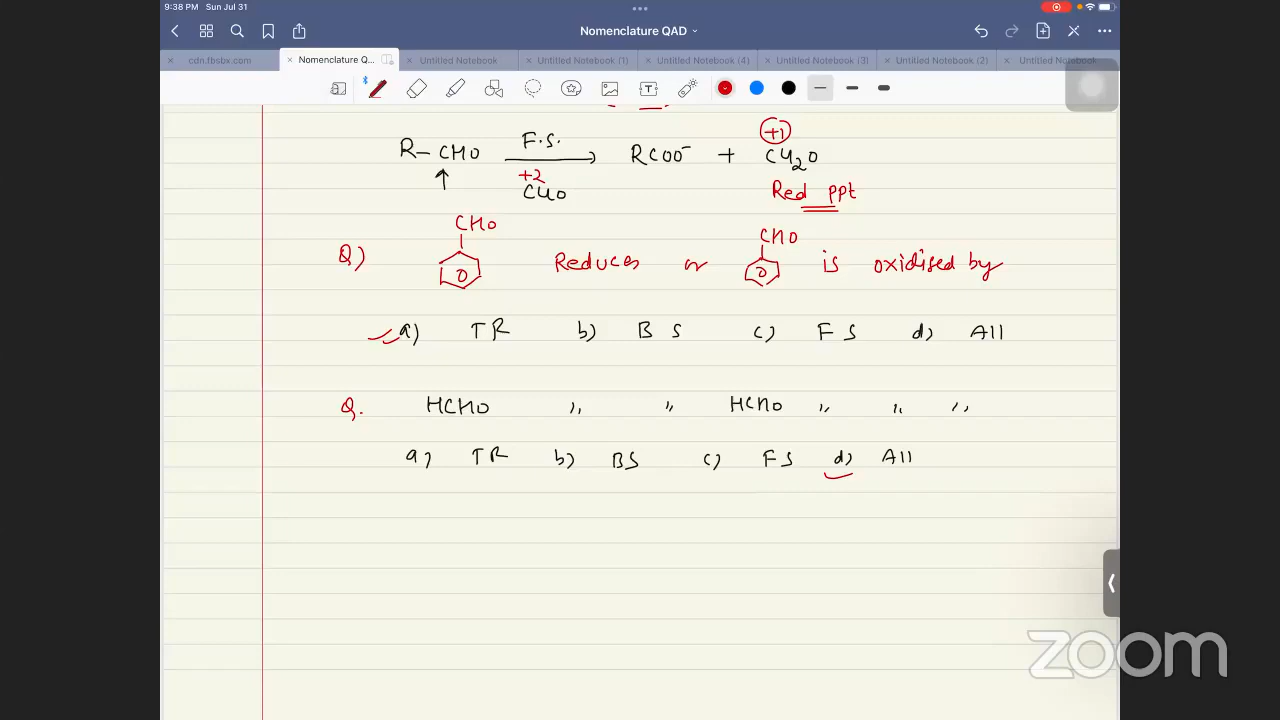 9:38 PM Sun Jul 31
Nomenclature QAD
cdn.fbsbx.com Nomenclature Q... Untitled Notebook Untitled Notebook (1) Untitled Notebook (4) Untitled Notebook (3) Untitled Notebook (2) Untitled Notebook
+1
R–CHO F.S. → RCOO⁻ + Cu₂O
+2
CuO Red ppt
CHO CHO
Q) Reduces or is oxidised by
a) TR b) BS c) FS d) All
Q. HCHO ,, ,, HCHO ,, ,, ,,
a) TR b) BS c) FS d) All
zoom